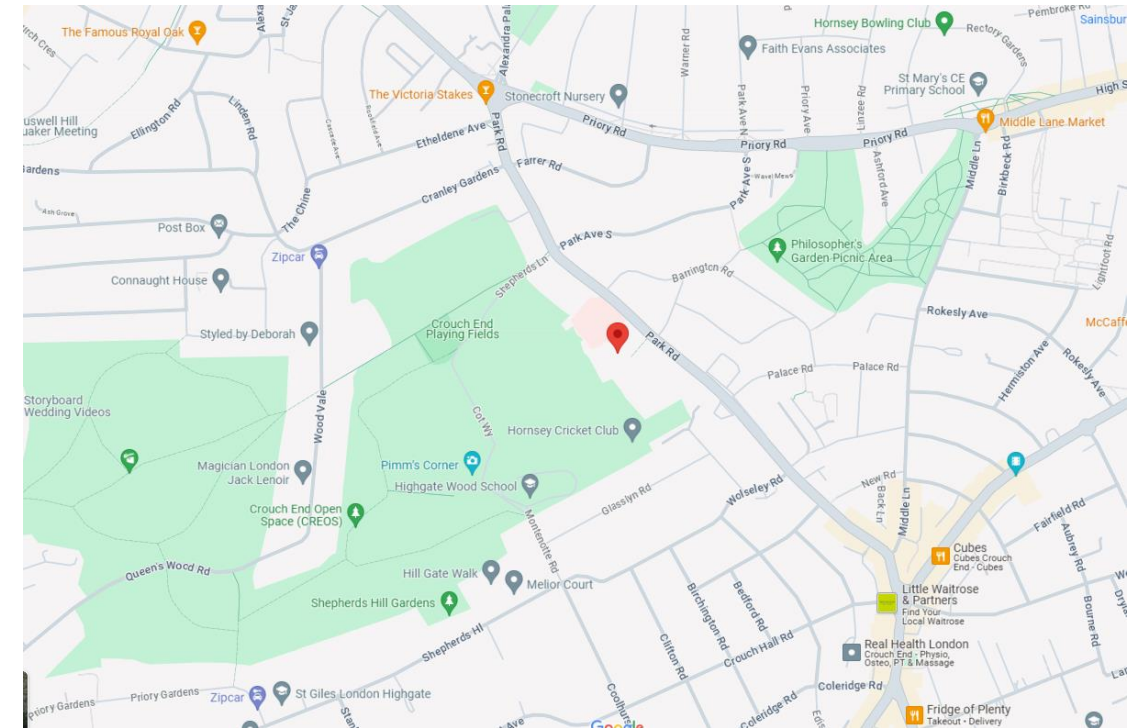 The Famous Royal Oak
Hornsey Bowling Club
Pembroke Rd
Sainsbur
Rectory Gardens
Faith Evans Associates
St Mary's CE
Primary School
High S
The Victoria Stakes
Stonecroft Nursery
Warner Rd
Park Ave N
Priory Ave
Linzee Rd
Middle Lane Market
uswell Hill
uaker Meeting
Ellington Rd
Linden Rd
Etheldene Ave
Park Rd
Priory Rd
Priory Rd
Priory Rd
Middle Ln
Birkbeck Rd
Farrer Rd
Cranley Gardens
Park Ave S
Ashford Ave
The Chine
Ash Grove
Post Box
Zipcar
Park Ave S
Philosopher's
Garden Picnic Area
Lightfoot Rd
Connaught House
Shepherds Ln
Barrington Rd
Rokesly Ave
McCaffe
Styled by Deborah
Crouch End
Playing Fields
Park Rd
Palace Rd
Palace Rd
Hermiston Ave
Rokesly Ave
Storyboard
Wedding Videos
Wood Vale
Cot Wy
Hornsey Cricket Club
Magician London
Jack Lenoir
Pimm's Corner
Highgate Wood School
Glasslyn Rd
Wolseley Rd
New Rd
Back Ln
Middle Ln
Fairfield Rd
Aubrey Rd
Crouch End Open
Space (CREOS)
Montenotte Rd
Queen's Wood Rd
Hill Gate Walk
Melior Court
Shepherds Hill Gardens
Birchington Rd
Bedford Rd
Cubes
Cubes Crouch
End - Cubes
Little Waitrose
& Partners
Find Your
Local Waitrose
Bourne Rd
Shepherds Hl
Clifton Rd
Crouch Hall Rd
Real Health London
Crouch End - Physio,
Osteo, PT & Massage
Priory Gardens
Priory Gardens
Zipcar
St Giles London Highgate
Coleridge Rd
Coleridge Rd
Fridge of Plenty
Takeout • Delivery
Google